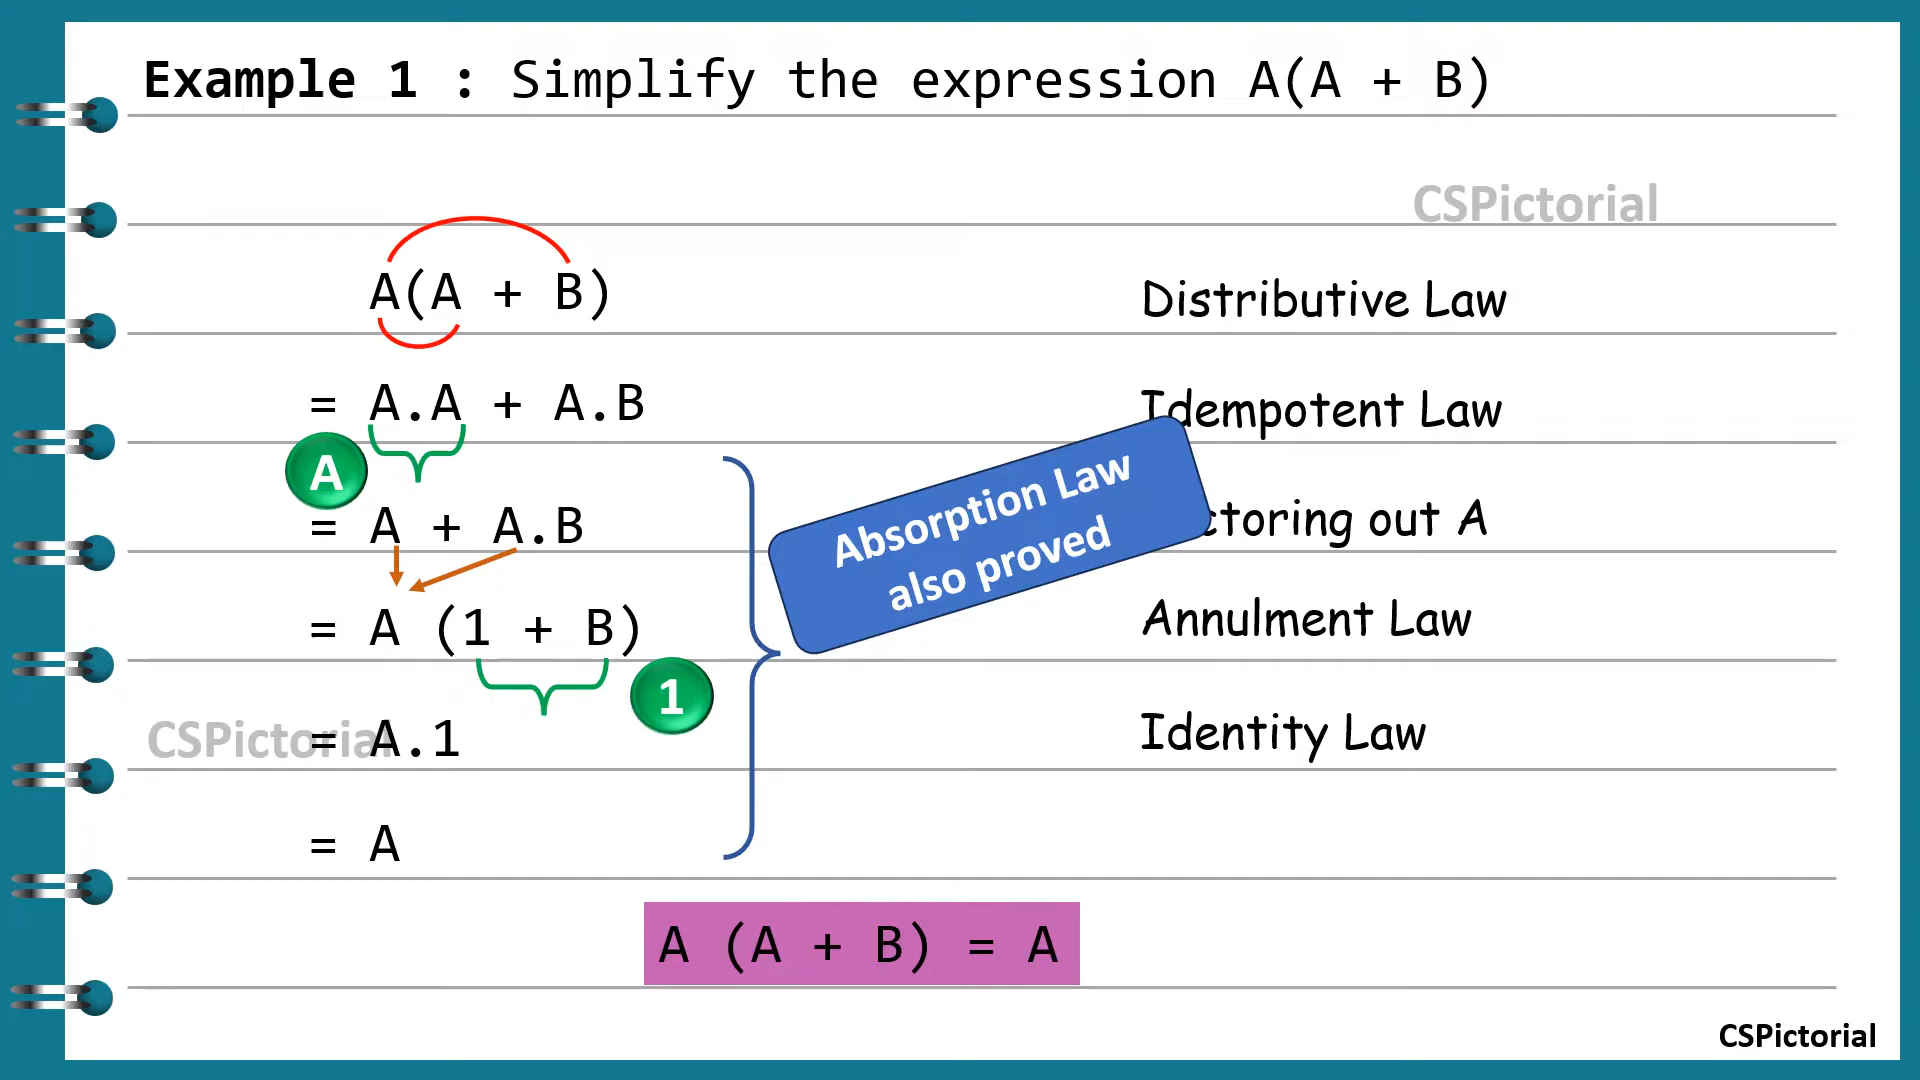 Example 1 : Simplify the expression A(A + B)
CSPictorial
A(A + B) Distributive Law
= A.A + A.B Idempotent Law
A
= A + A.B ctoring out A
Absorption Law
also proved
= A (1 + B) Annulment Law
1
CSPictorial
= A.1 Identity Law
= A
A (A + B) = A
CSPictorial